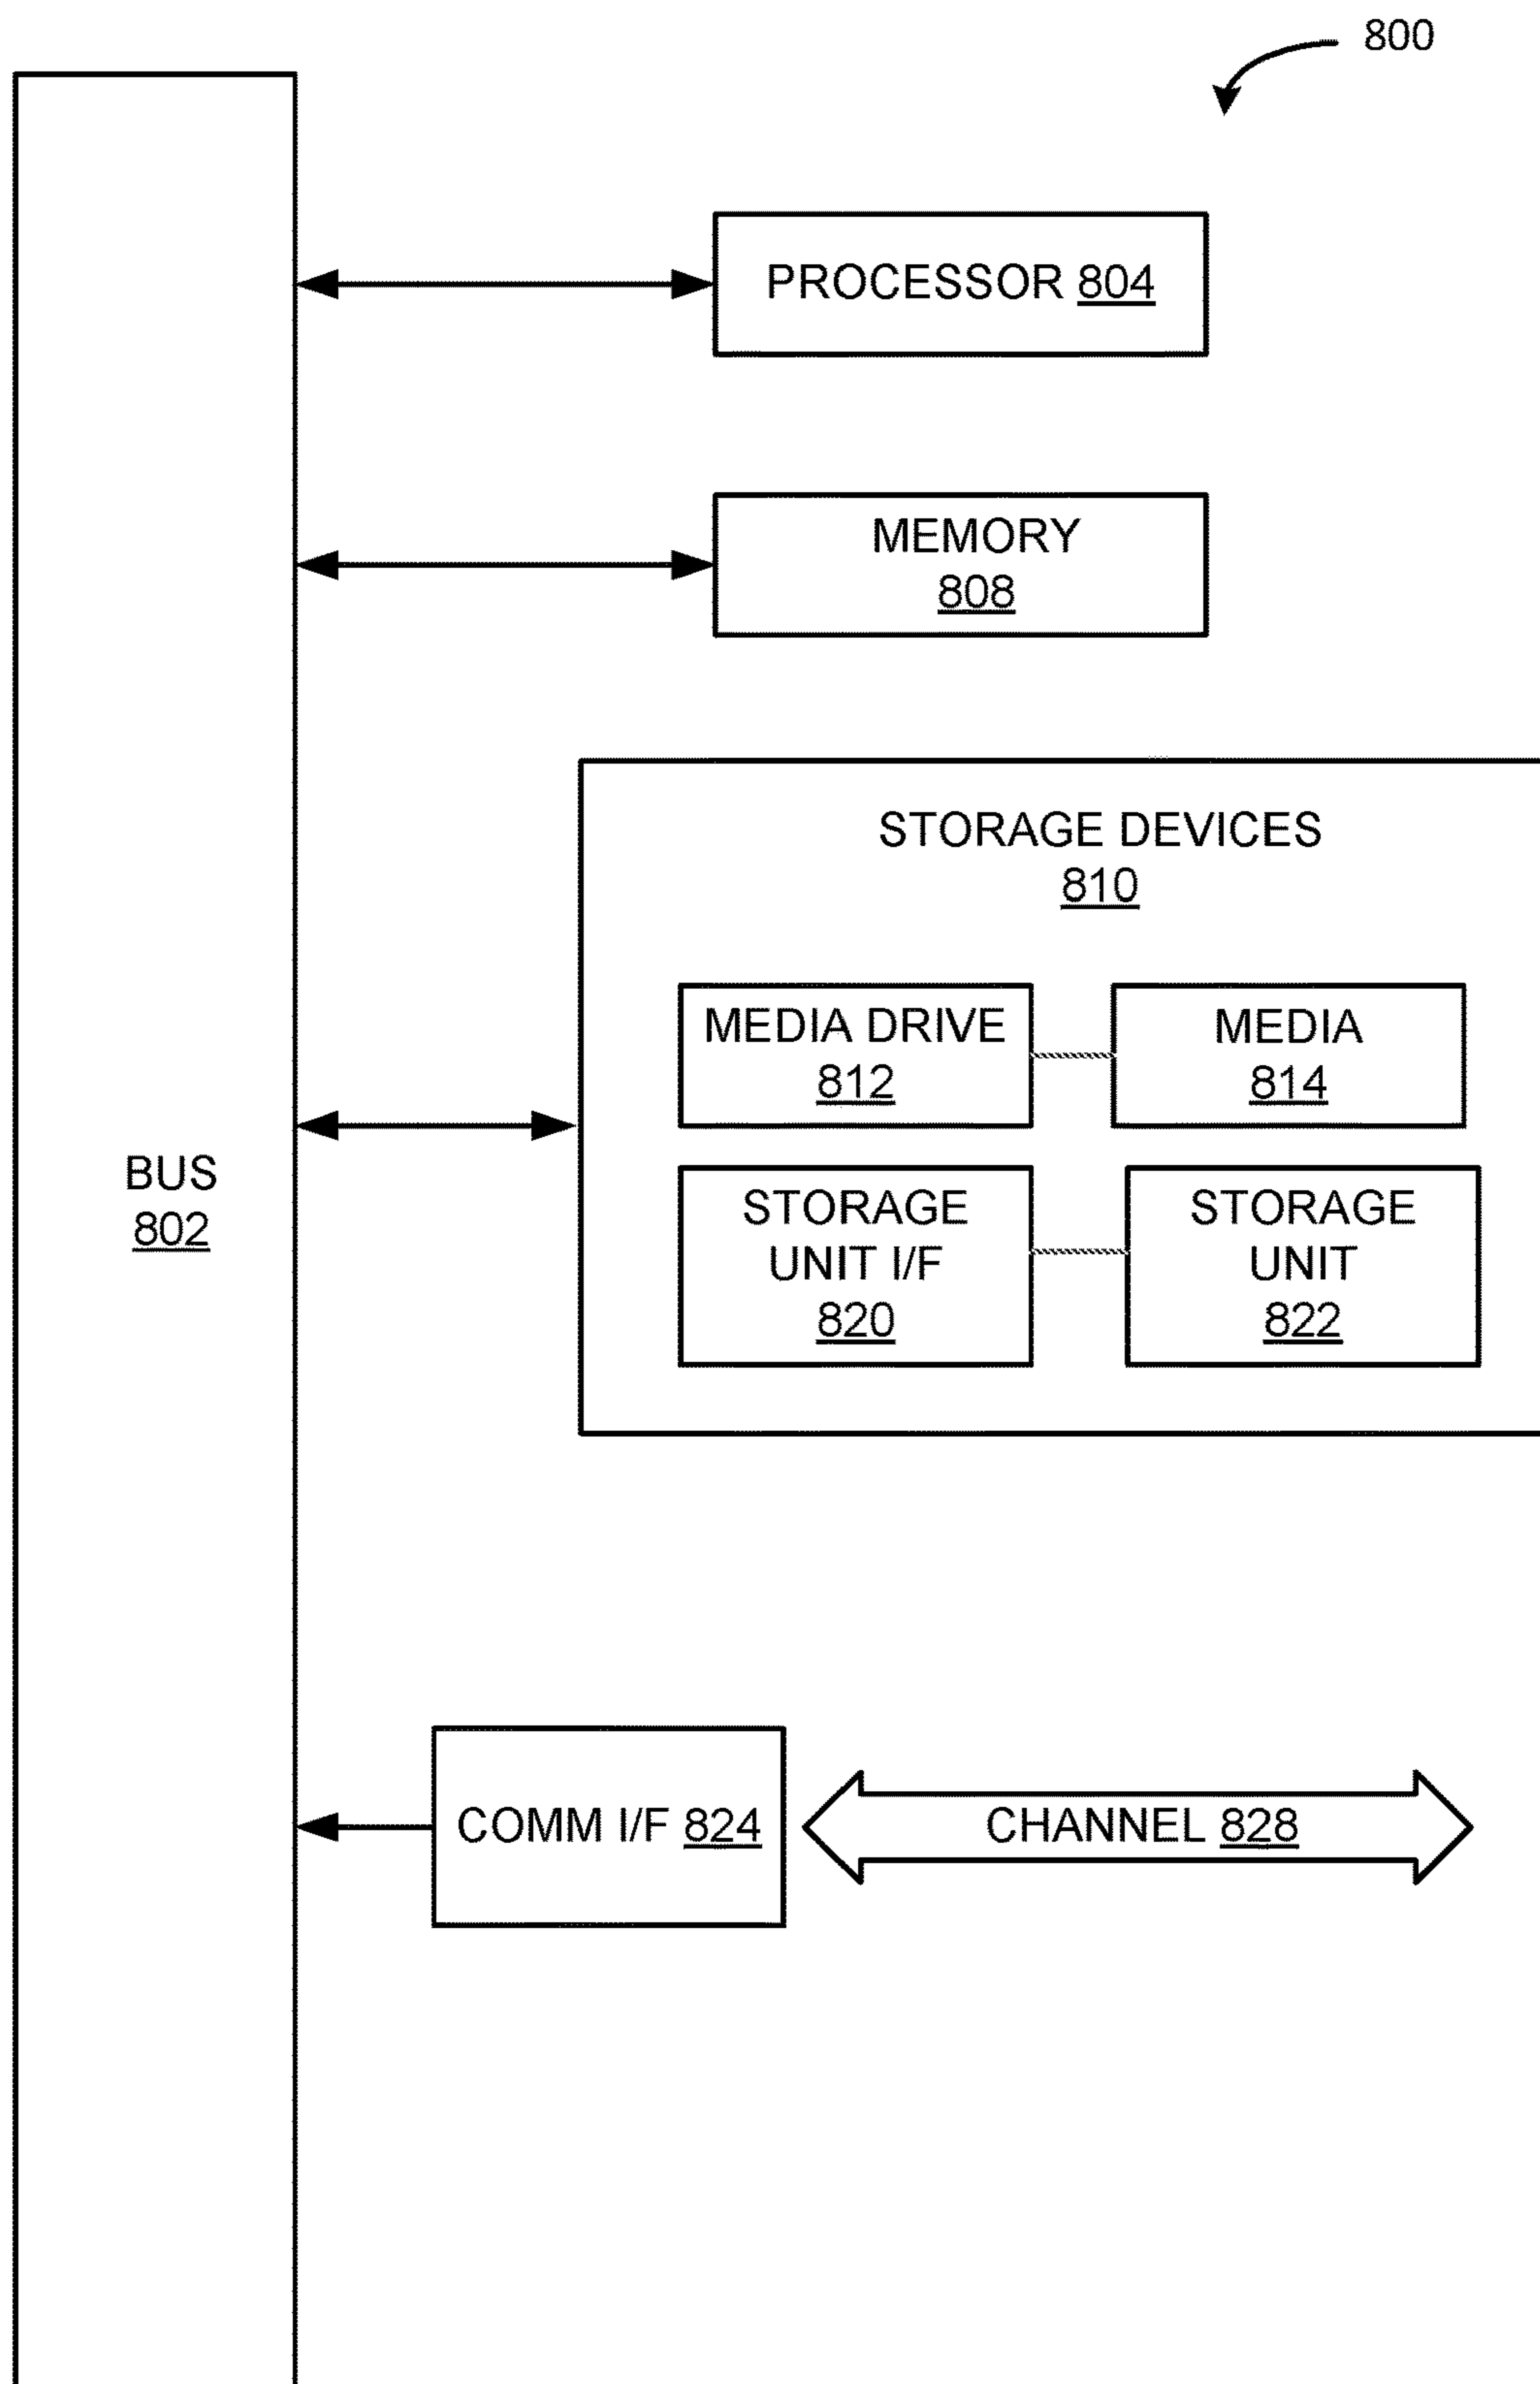 800
PROCESSOR 804
MEMORY
808
STORAGE DEVICES
810
MEDIA DRIVE
812
MEDIA
814
BUS
802
STORAGE
UNIT I/F
820
STORAGE
UNIT
822
COMM I/F 824
CHANNEL 828